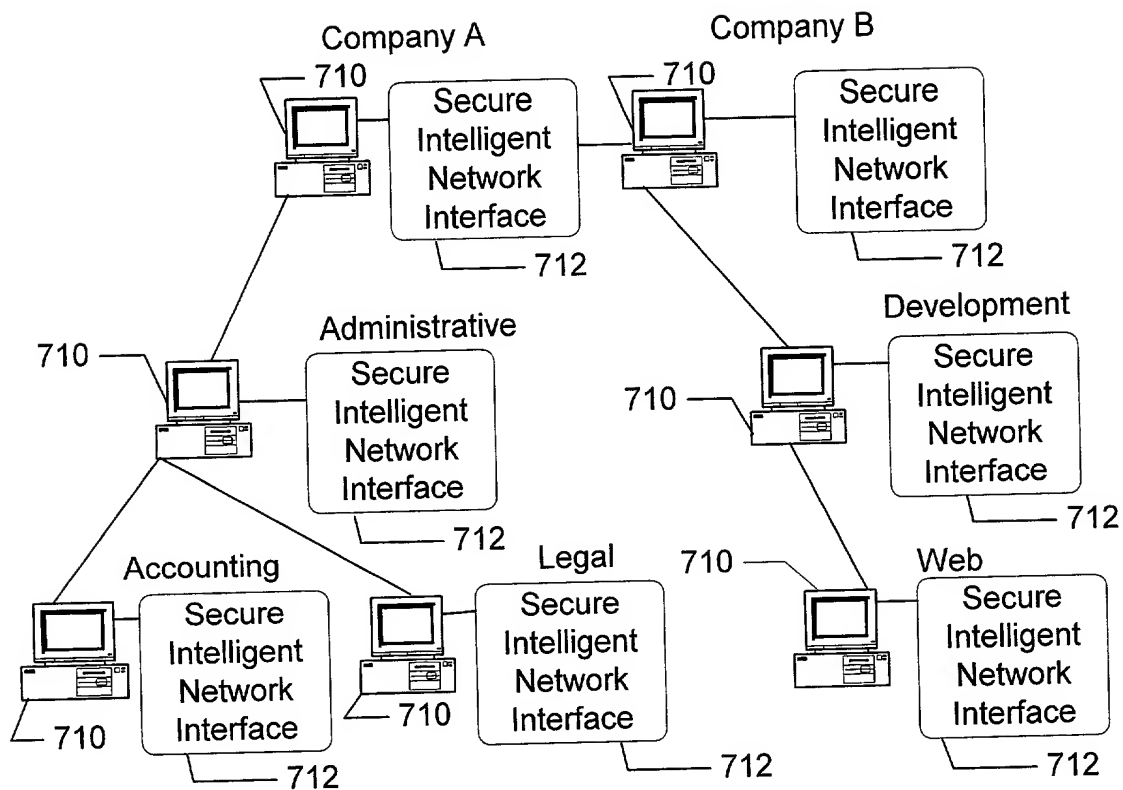 Company A
Company B
710
710
Secure
Intelligent
Network
Interface
Secure
Intelligent
Network
Interface
712
712
Administrative
Development
710
Secure
Intelligent
Network
Interface
710
Secure
Intelligent
Network
Interface
712
712
Accounting
Legal
710
Web
Secure
Intelligent
Network
Interface
Secure
Intelligent
Network
Interface
Secure
Intelligent
Network
Interface
710
710
712
712
712